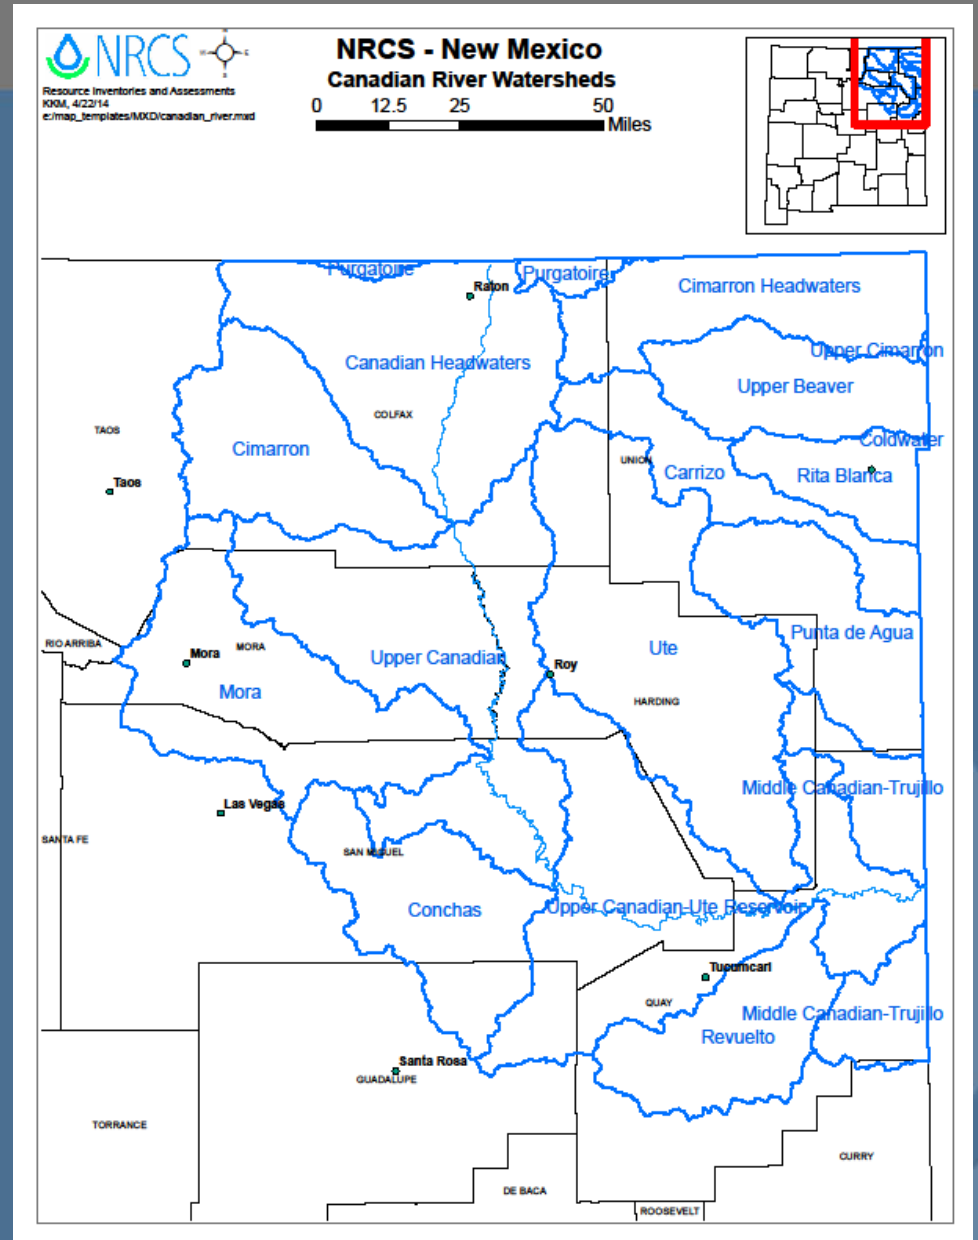 NRCS
Resource Inventories and Assessments
KKM, 4/22/14
e:/map_templates/MXD/canadian_river.mxd
NRCS - New Mexico
Canadian River Watersheds
0 12.5 25 50
Miles
Purgatoire
Purgatoire
Raton
Cimarron Headwaters
Upper Cimarron
Canadian Headwaters
Upper Beaver
COLFAX
TAOS
Coldwater
Cimarron
UNION
Carrizo
Rita Blanca
Taos
Punta de Agua
RIO ARRIBA
Mora
MORA
Upper Canadian
Ute
Roy
Mora
HARDING
Middle Canadian-Trujillo
Las Vegas
SANTA FE
SAN MIGUEL
Conchas
Upper Canadian-Ute Reservoir
Tucumcari
QUAY
Middle Canadian-Trujillo
Revuelto
Santa Rosa
GUADALUPE
TORRANCE
CURRY
DE BACA
ROOSEVELT